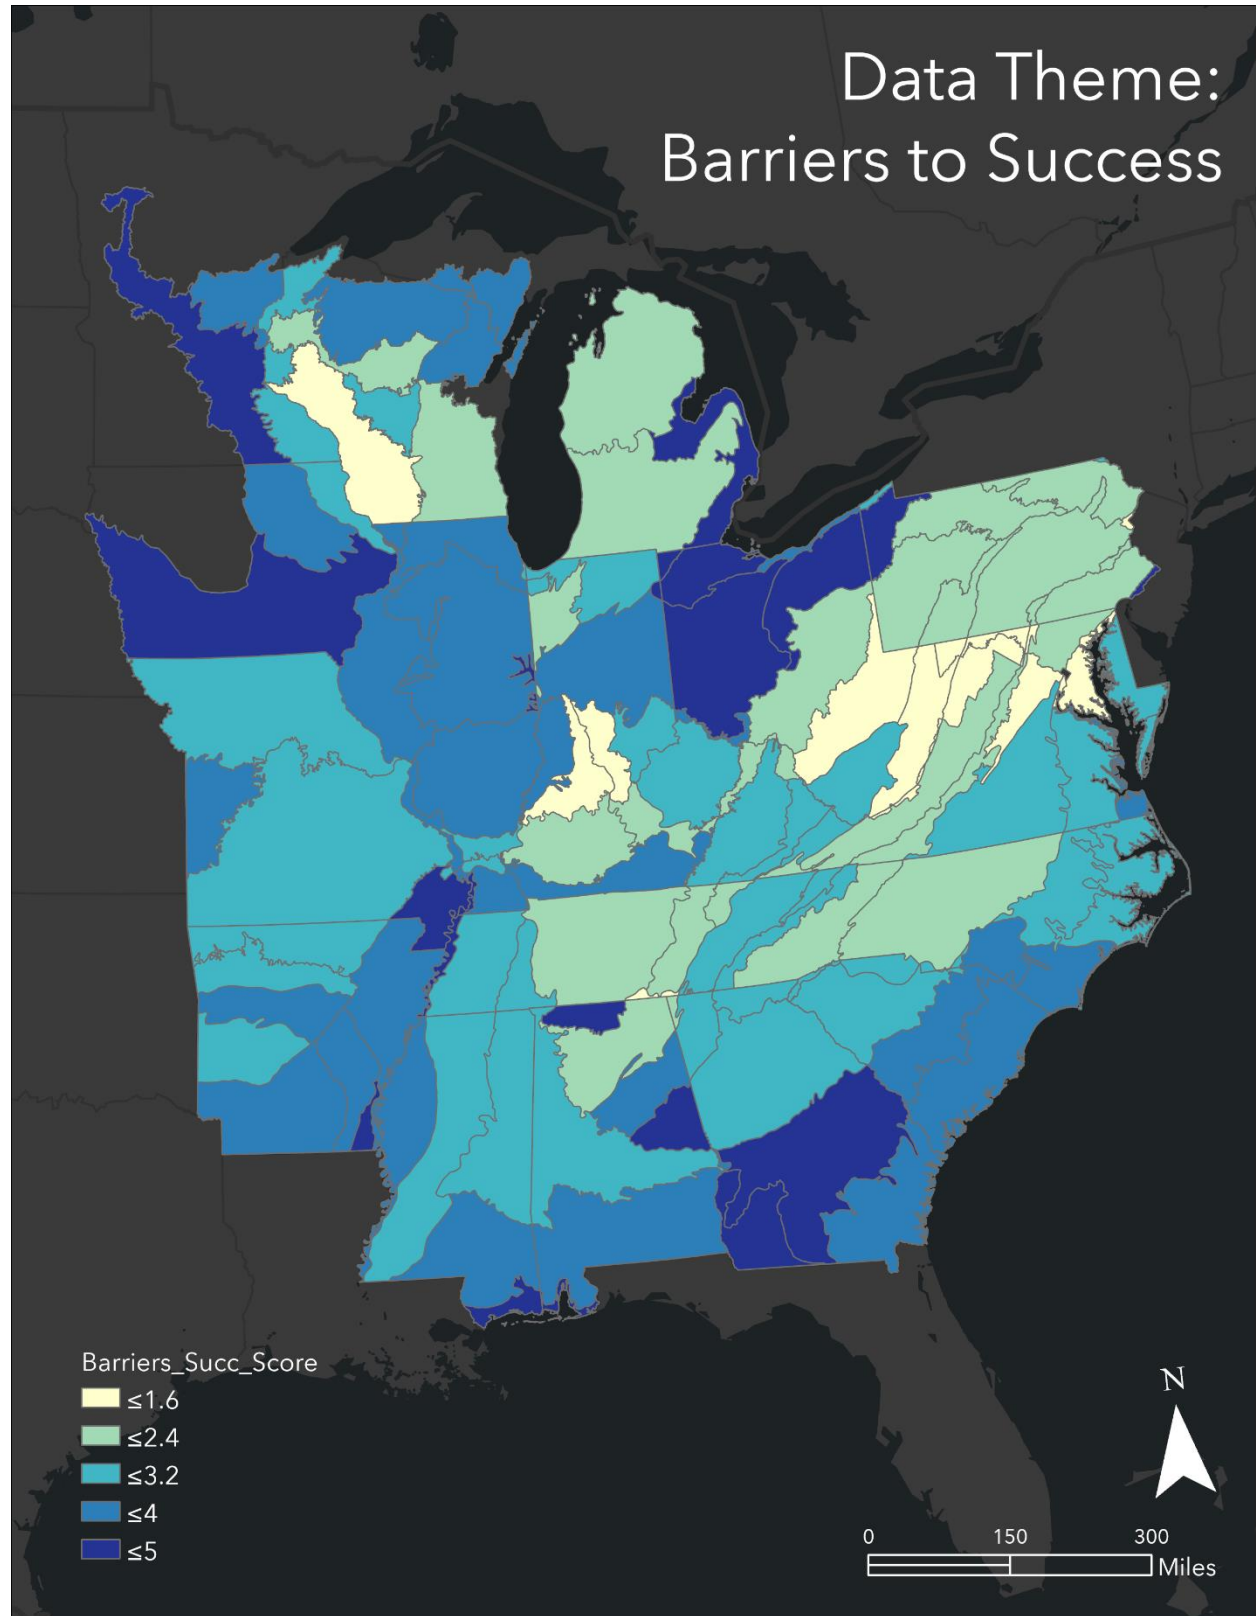 Data Theme:
Barriers to Success
Barriers_Succ_Score
≤1.6
≤2.4
≤3.2
≤4
≤5
N
0 150 300
Miles